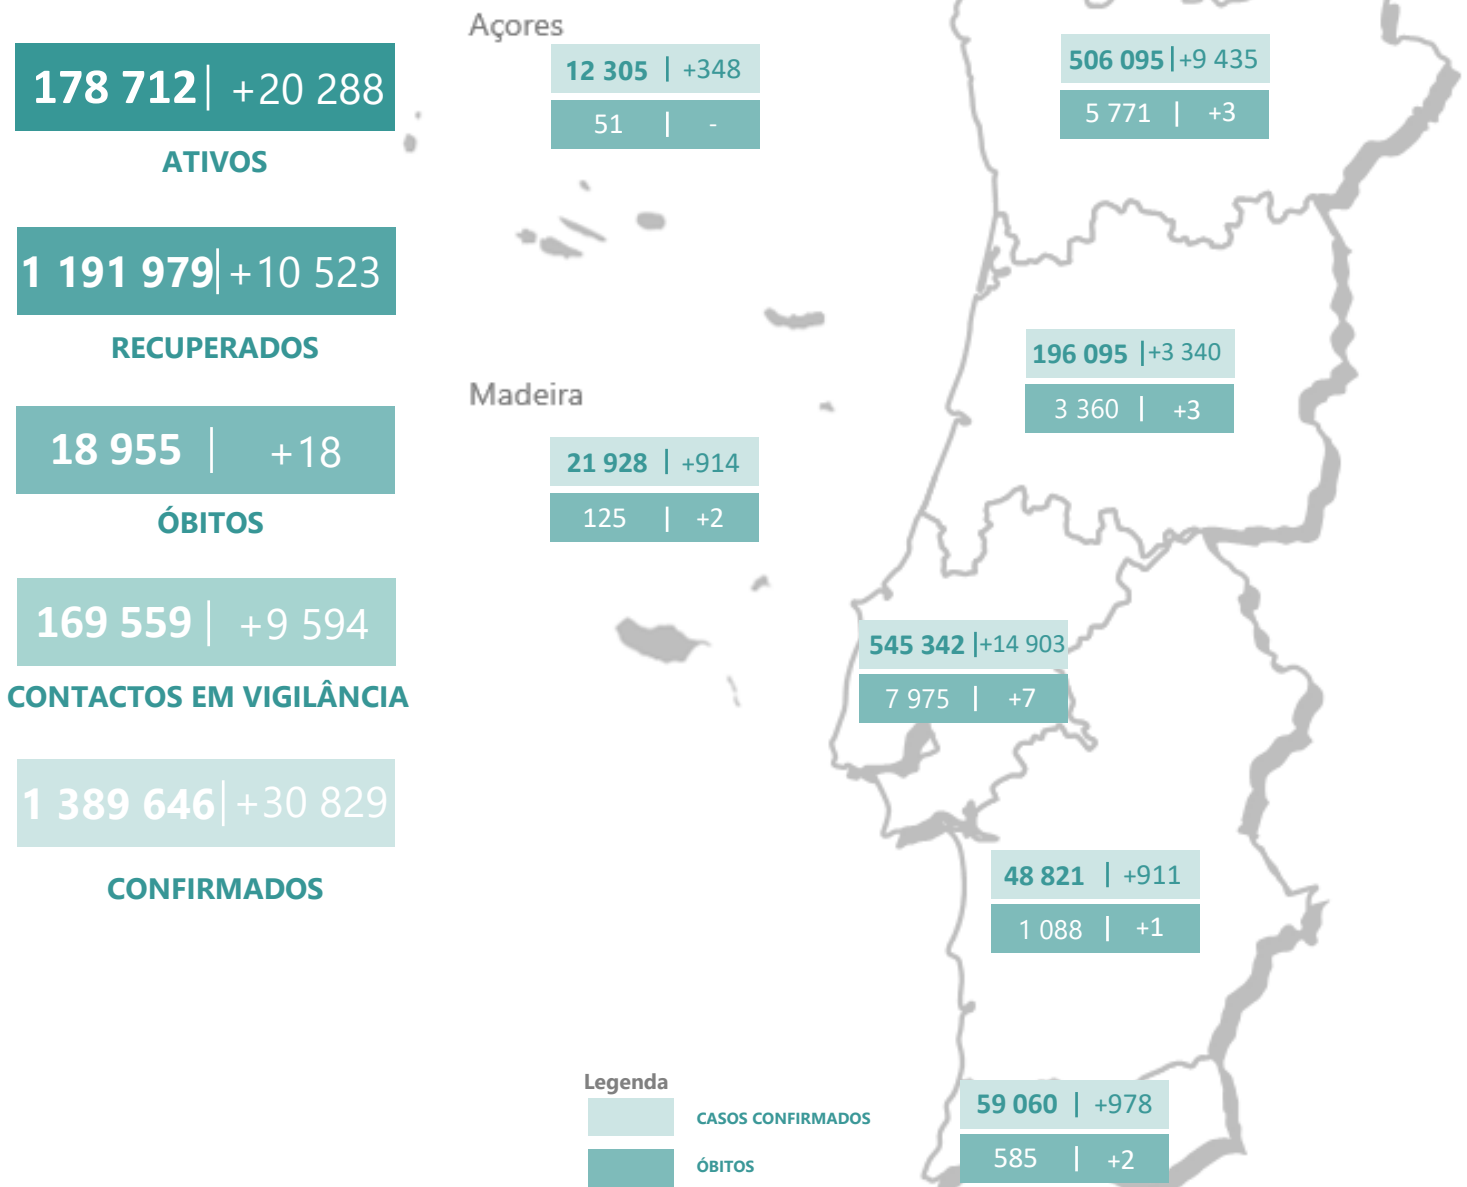 178 712 | +20 288
ATIVOS
1 191 979 | +10 523
RECUPERADOS
18 955 | +18
ÓBITOS
169 559 | +9 594
CONTACTOS EM VIGILÂNCIA
1 389 646 | +30 829
CONFIRMADOS
Açores
12 305 | +348
51 | -
Madeira
21 928 | +914
125 | +2
506 095 | +9 435
5 771 | +3
196 095 | +3 340
3 360 | +3
545 342 | +14 903
7 975 | +7
48 821 | +911
1 088 | +1
59 060 | +978
585 | +2
Legenda
CASOS CONFIRMADOS
ÓBITOS